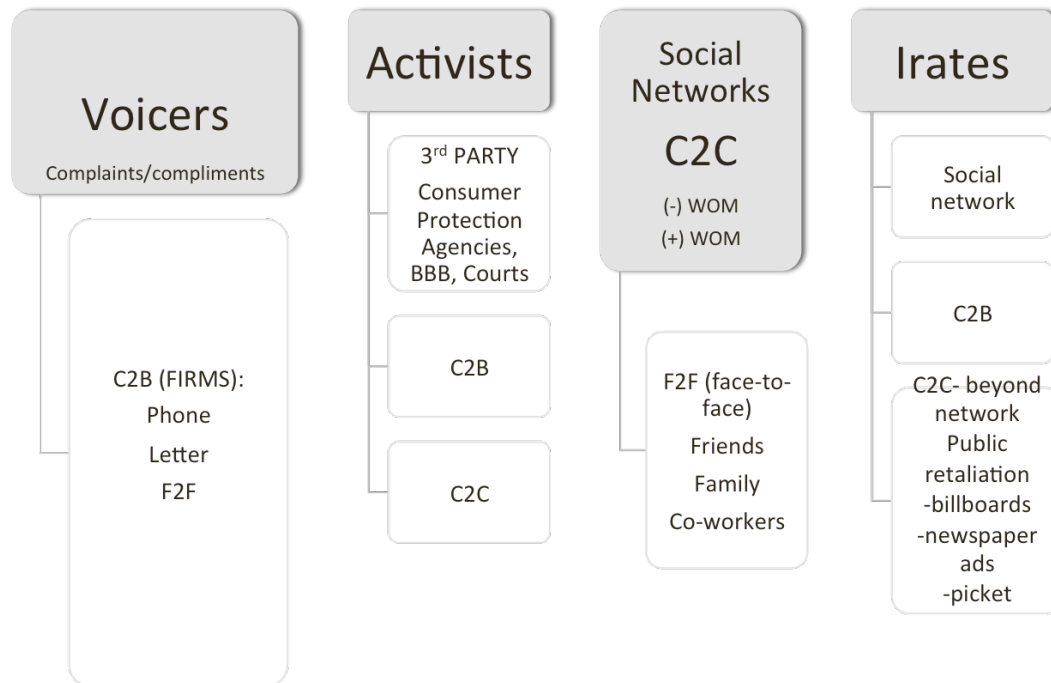 Voicers
Complaints/compliments
C2B (FIRMS):
Phone
Letter
F2F
Activists
3rd PARTY
Consumer
Protection
Agencies,
BBB, Courts
C2B
C2C
Social
Networks
C2C
(-) WOM
(+) WOM
F2F (face-to-
face)
Friends
Family
Co-workers
Irates
Social
network
C2B
C2C- beyond
network
Public
retaliation
-billboards
-newspaper
ads
-picket